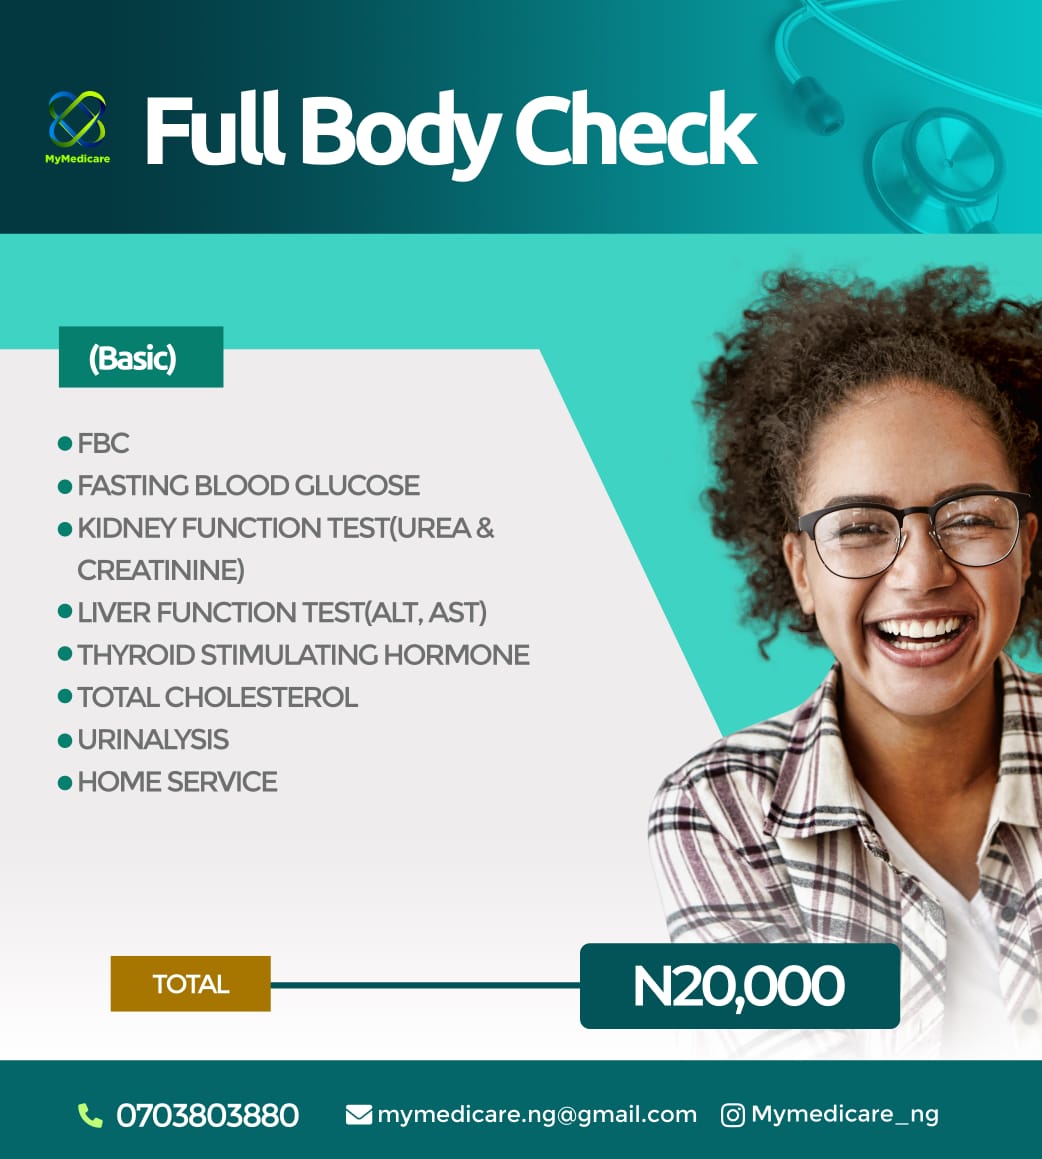 MyMedicare
Full Body Check
(Basic)
FBC
FASTING BLOOD GLUCOSE
KIDNEY FUNCTION TEST(UREA &
CREATININE)
LIVER FUNCTION TEST(ALT, AST)
THYROID STIMULATING HORMONE
TOTAL CHOLESTEROL
URINALYSIS
HOME SERVICE
TOTAL
N20,000
0703803880
mymedicare.ng@gmail.com
Mymedicare_ng